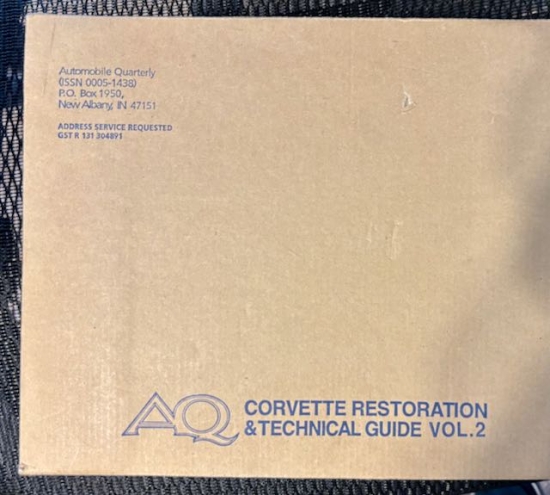 Automobile Quarterly
(ISSN 0005-1438)
P.O. Box 1950,
New Albany, IN 47151
ADDRESS SERVICE REQUESTED
GST R 131 304891
AQ CORVETTE RESTORATION
&TECHNICAL GUIDE VOL.2